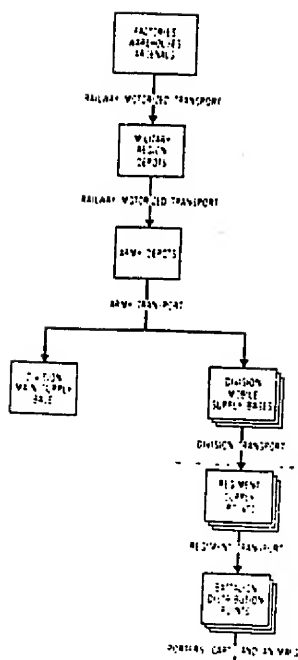 FACTORIES
WAREHOUSES
ARSENALS
RAILWAY MOTORIZED TRANSPORT
MILITARY
REGION
DEPOTS
RAILWAY MOTORIZED TRANSPORT
ARMY DEPOTS
ARMY TRANSPORT
DIVISION
MAIN SUPPLY
BASE
DIVISION
MOBILE
SUPPLY BASES
DIVISION TRANSPORT
REGIMENT
SUPPLY
POINTS
REGIMENT TRANSPORT
BATTALION
DISTRIBUTION
POINTS
PORTERS, CARTS AND ANIMALS